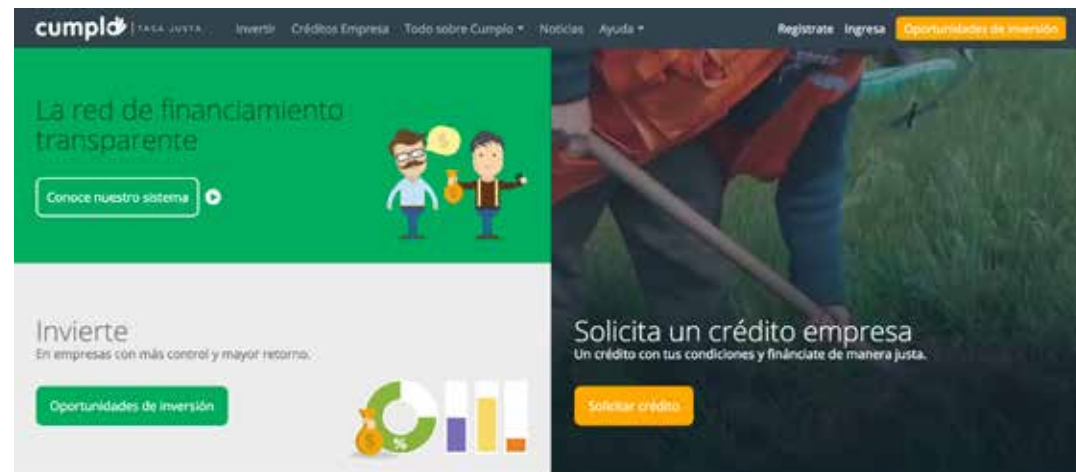 cumplo TASA JUSTA Invertir Créditos Empresa Todo sobre Cumplo Noticias Ayuda Regístrate Ingresa Oportunidades de inversión
La red de financiamiento
transparente
Conoce nuestro sistema
Invierte
En empresas con más control y mayor retorno.
Oportunidades de inversión
%
$
Solicita un crédito empresa
Un crédito con tus condiciones y fináncíate de manera justa.
Solicitar crédito